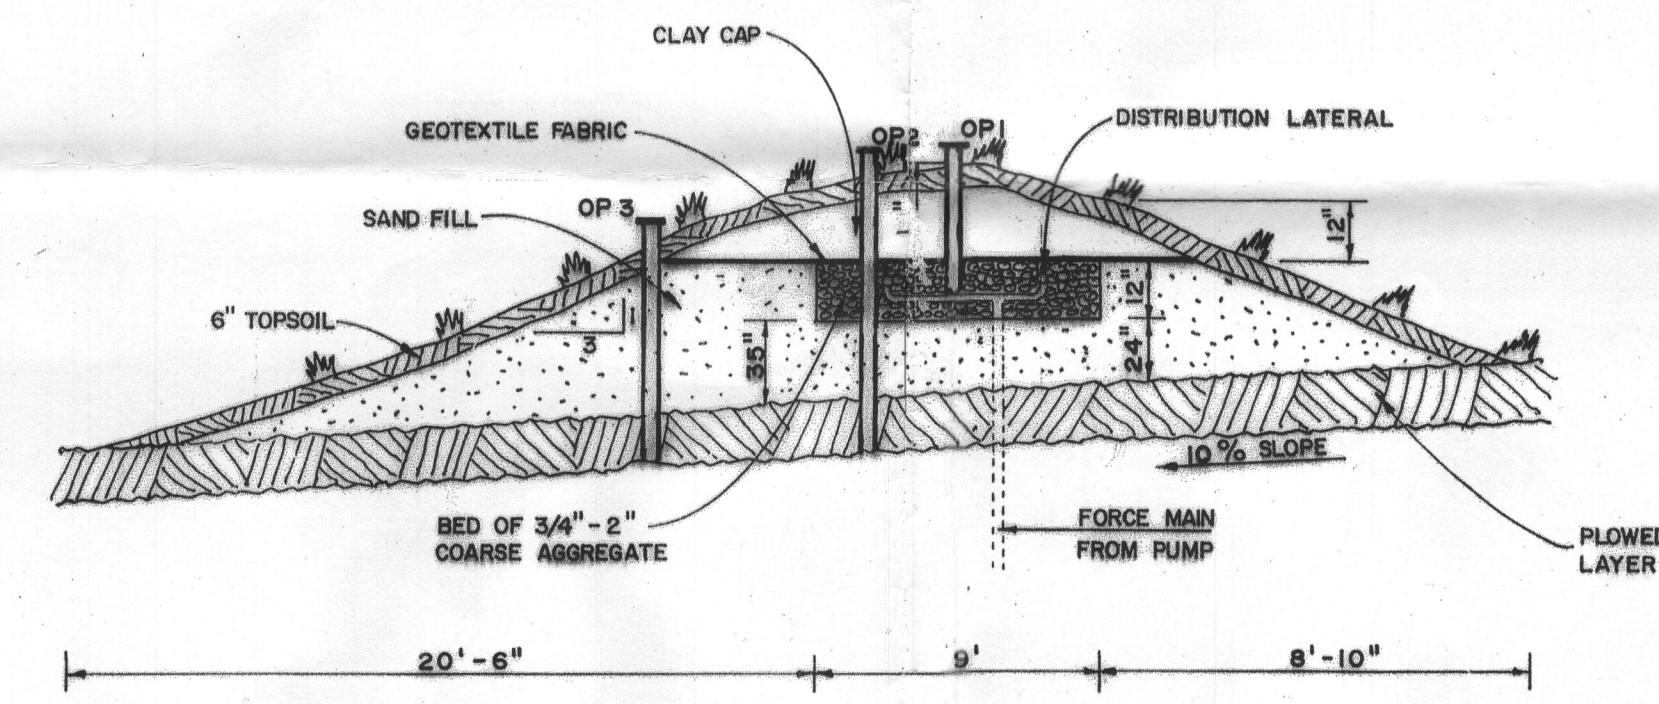 CLAY CAP
GEOTEXTILE FABRIC
OP2
OP1
DISTRIBUTION LATERAL
SAND FILL
OP 3
12"
6" TOPSOIL
1
3
35"
12"
24"
10% SLOPE
BED OF 3/4"-2"
COARSE AGGREGATE
FORCE MAIN
FROM PUMP
PLOWED
LAYER
20'-6"
9'
8'-10"